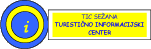 i
TIC SEŽANA
TURISTIČNO INFORMACIJSKI
CENTER